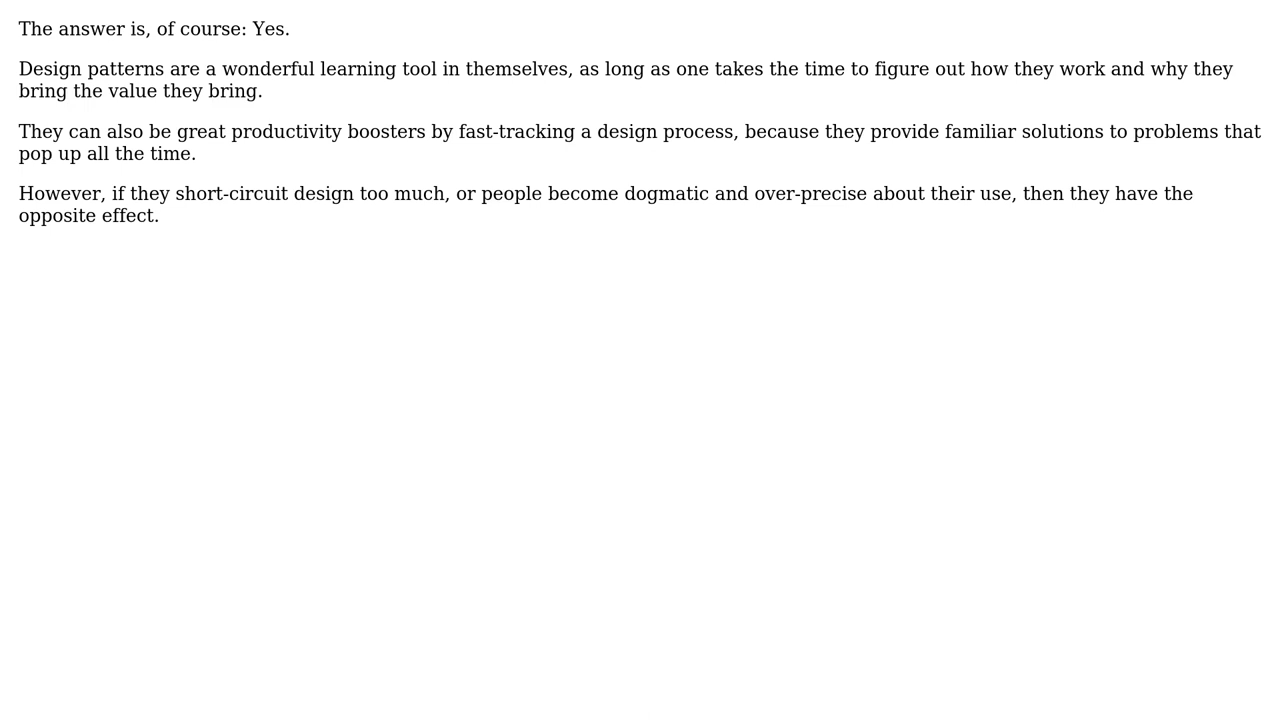 The answer is, of course: Yes.
Design patterns are a wonderful learning tool in themselves, as long as one takes the time to figure out how they work and why they
bring the value they bring.
They can also be great productivity boosters by fast-tracking a design process, because they provide familiar solutions to problems that
pop up all the time.
However, if they short-circuit design too much, or people become dogmatic and over-precise about their use, then they have the
opposite effect.